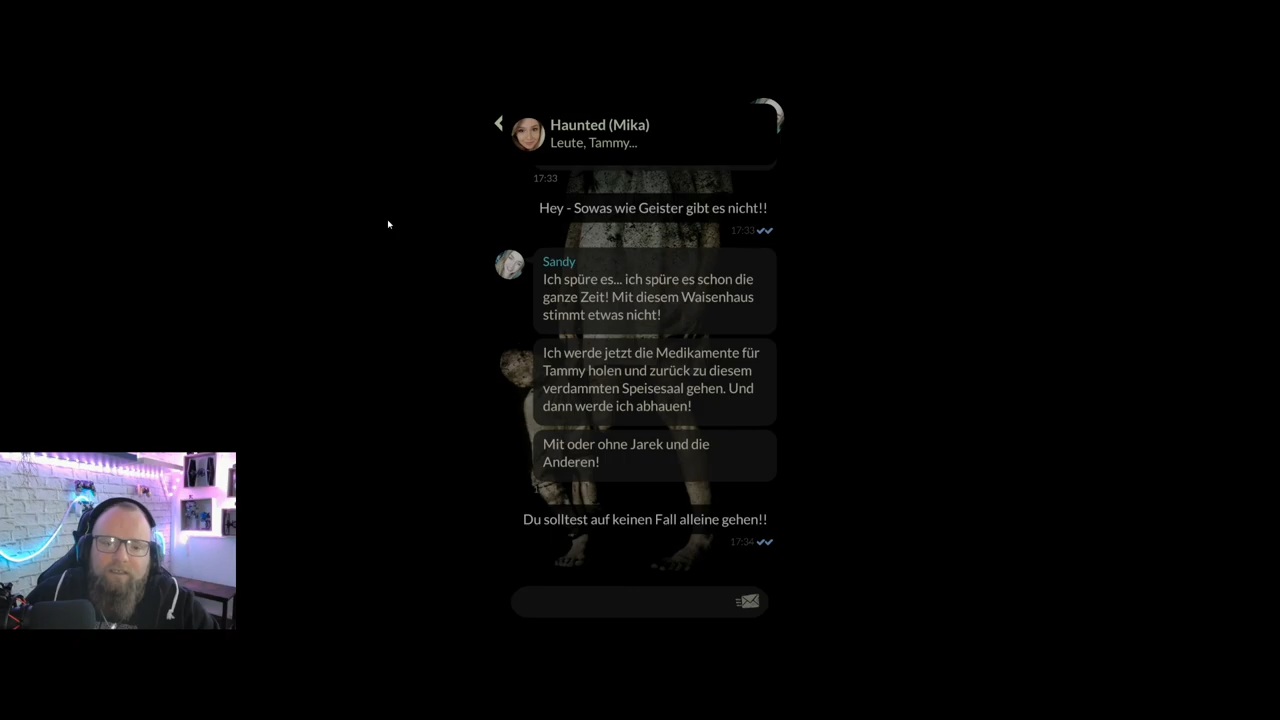 Haunted (Mika)
Leute, Tammy...
17:33
Hey - Sowas wie Geister gibt es nicht!!
17:33
Sandy
Ich spüre es... ich spüre es schon die
ganze Zeit! Mit diesem Waisenhaus
stimmt etwas nicht!
Ich werde jetzt die Medikamente für
Tammy holen und zurück zu diesem
verdammten Speisesaal gehen. Und
dann werde ich abhauen!
Mit oder ohne Jarek und die
Anderen!
Du solltest auf keinen Fall alleine gehen!!
17:34